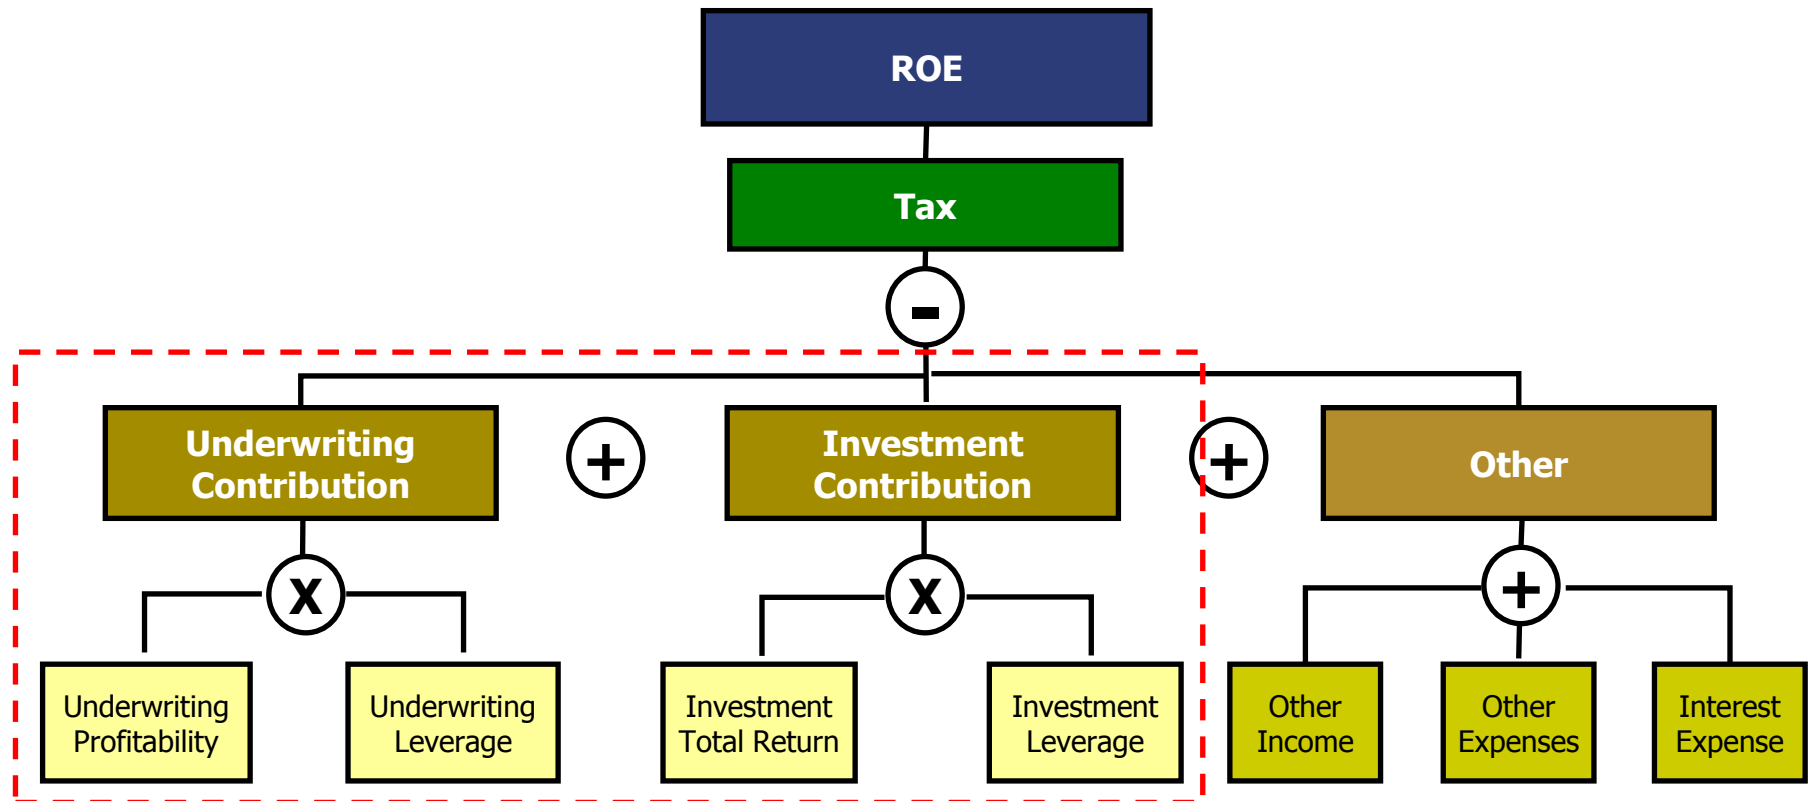 ROE
Tax
-
Underwriting
Contribution
+
Investment
Contribution
+
Other
X
X
+
Underwriting
Profitability
Underwriting
Leverage
Investment
Total Return
Investment
Leverage
Other
Income
Other
Expenses
Interest
Expense